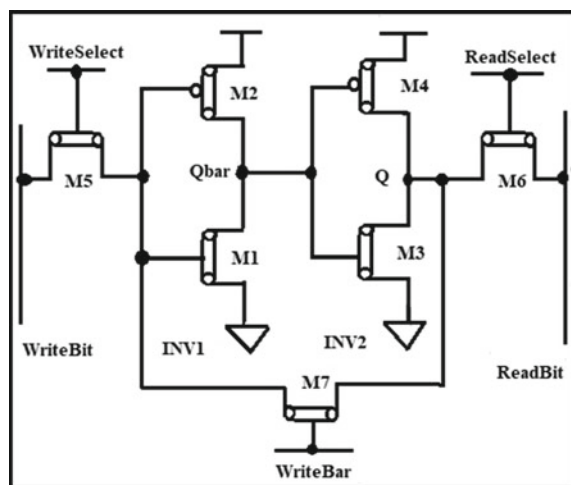 WriteSelect
ReadSelect
M2
M4
Qbar
Q
M5
M6
M1
M3
WriteBit
INV1
INV2
ReadBit
M7
WriteBar